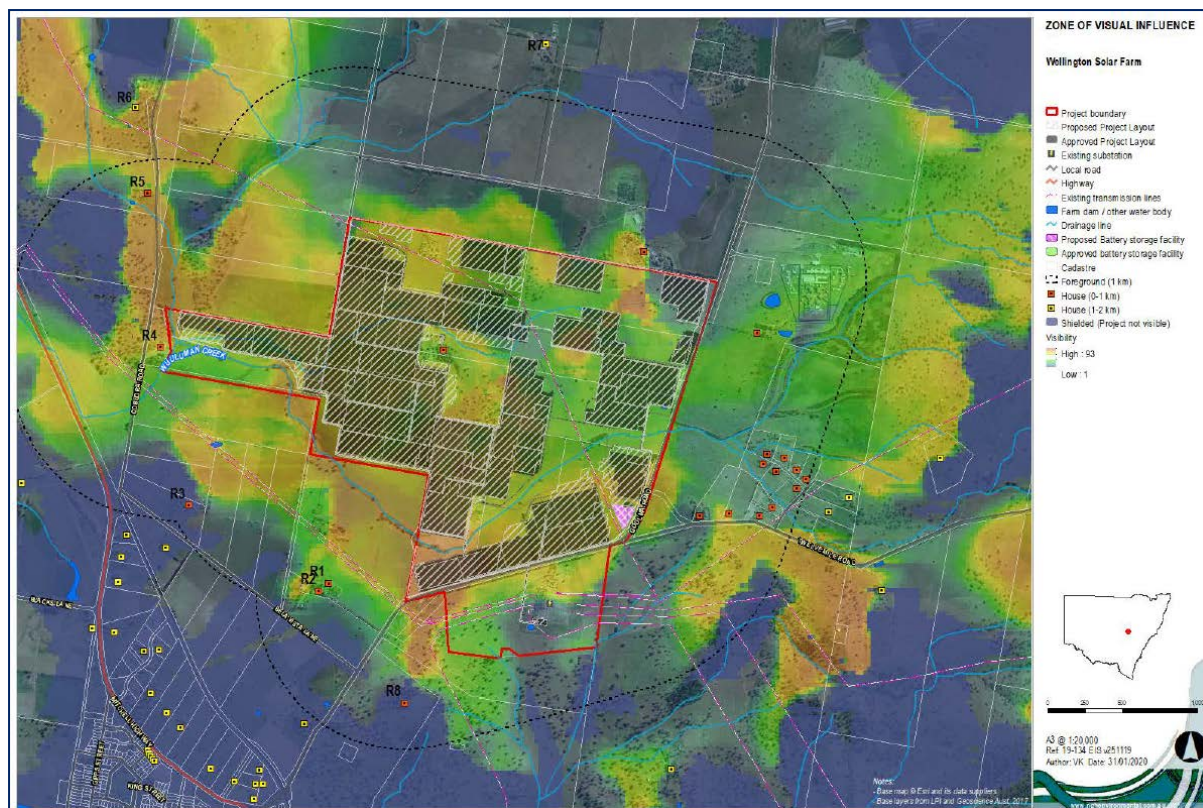 ZONE OF VISUAL INFLUENCE
Wellington Solar Farm
Project boundary
Proposed Project Layout
Approved Project Layout
Existing substation
Local road
Highway
Existing transmission lines
Farm dam / other water body
Drainage line
Proposed Battery storage facility
Approved battery storage facility
Cadastre
Foreground (1 km)
House (0-1 km)
House (1-2 km)
Shielded (Project not visible)
Visibility
High : 93
Low : 1
R7
R6
R5
R4
R3
R1
R2
R8
WUULUMAN CREEK
MITCHELL HIGHWAY
KING STREET
A3 @ 1:20,000
Ref: 19-134 EIS v251119
Author: VK Date: 31/01/2020
Notes:
- Base map © Esri and its data suppliers
- Base layers from LPI and Geoscience Aust. 2017